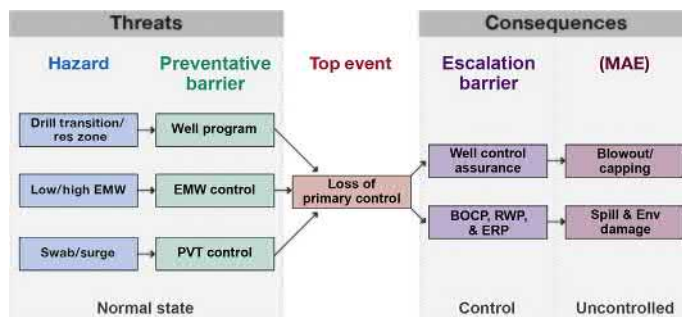 Threats
Consequences
Hazard
Preventative
barrier
Top event
Escalation
barrier
(MAE)
Drill transition/
res zone
Well program
Low/high EMW
EMW control
Swab/surge
PVT control
Loss of
primary control
Well control
assurance
Blowout/
capping
BOCP, RWP,
& ERP
Spill & Env
damage
Normal state
Control
Uncontrolled